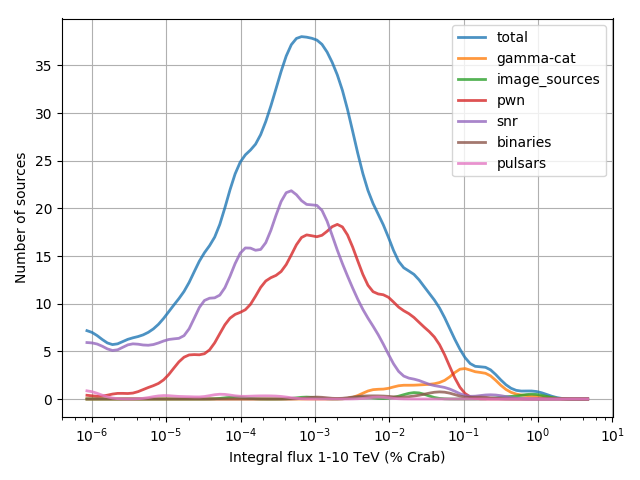 total
gamma-cat
image_sources
pwn
snr
binaries
pulsars
Number of sources
35
30
25
20
15
10
5
0
10⁻⁶ 10⁻⁵ 10⁻⁴ 10⁻³ 10⁻² 10⁻¹ 10⁰ 10¹
Integral flux 1-10 TeV (% Crab)